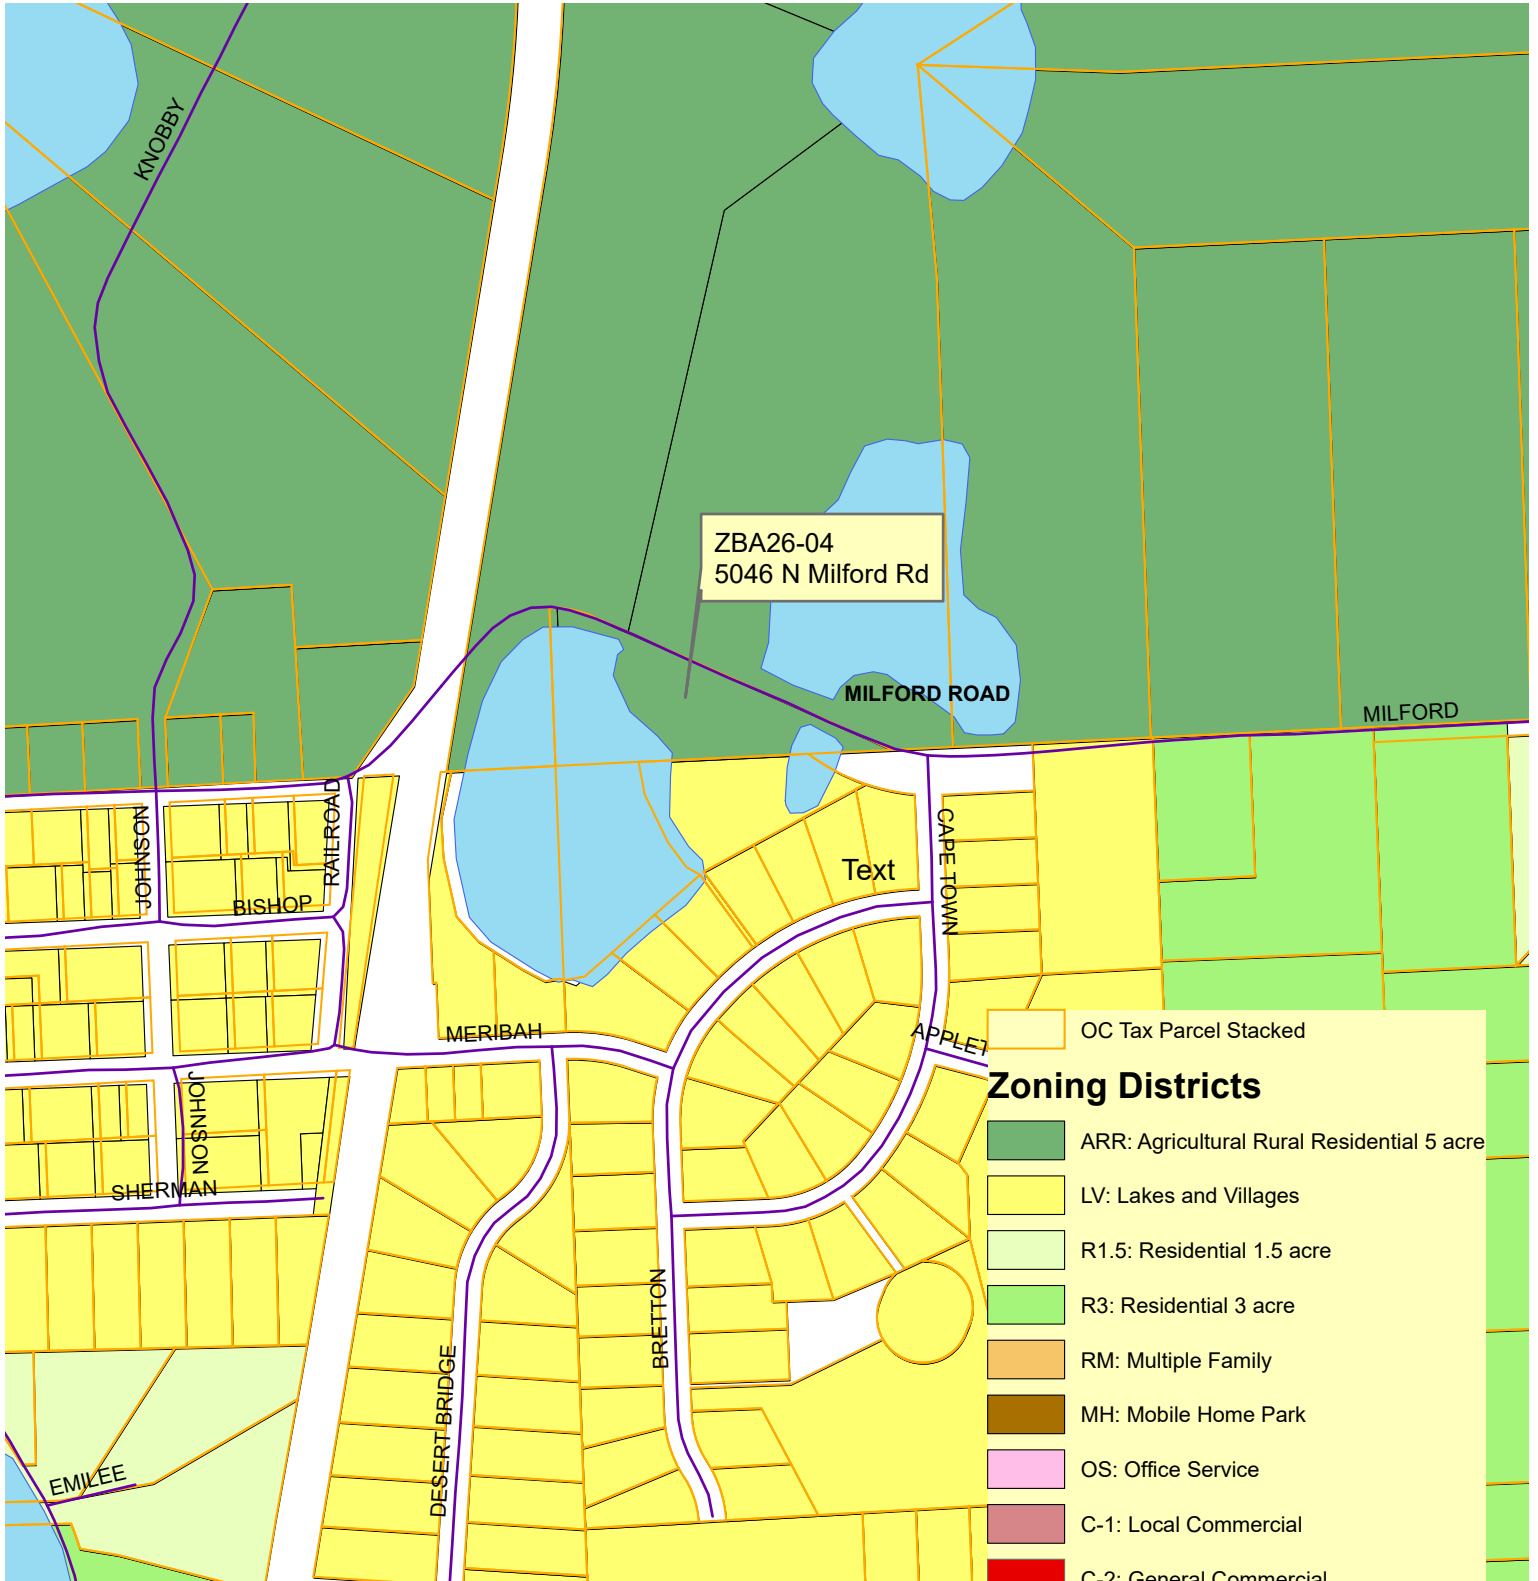 KNOBBY
ZBA26-04
5046 N Milford Rd
MILFORD ROAD
MILFORD
JOHNSON
RAILROAD
BISHOP
CAPE TOWN
Text
MERIBAH
APPLET
JOHNSON
SHERMAN
BRETTON
DESERT BRIDGE
EMILEE
OC Tax Parcel Stacked
Zoning Districts
ARR: Agricultural Rural Residential 5 acre
LV: Lakes and Villages
R1.5: Residential 1.5 acre
R3: Residential 3 acre
RM: Multiple Family
MH: Mobile Home Park
OS: Office Service
C-1: Local Commercial
C-2: General Commercial